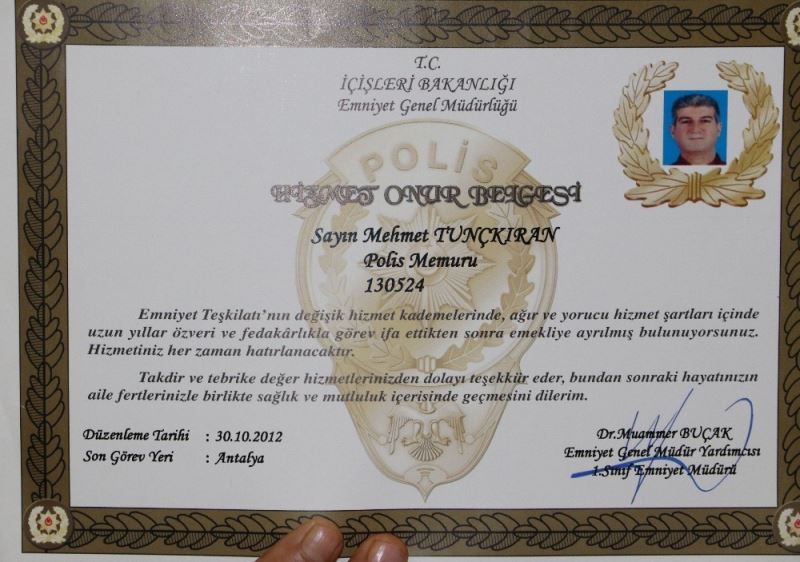 T.C.
İÇİŞLERİ BAKANLIĞI
Emniyet Genel Müdürlüğü
POLİS
HİZMET ONUR BELGESİ
Sayın Mehmet TUNÇKIRAN
Polis Memuru
130524
Emniyet Teşkilatı'nın değişik hizmet kademelerinde, ağır ve yorucu hizmet şartları içinde
uzun yıllar özveri ve fedakârlıkla görev ifa ettikten sonra emekliye ayrılmış bulunuyorsunuz.
Hizmetiniz her zaman hatırlanacaktır.
Takdir ve tebrike değer hizmetlerinizden dolayı teşekkür eder, bundan sonraki hayatınızın
aile fertlerinizle birlikte sağlık ve mutluluk içerisinde geçmesini dilerim.
Düzenleme Tarihi : 30.10.2012
Son Görev Yeri : Antalya
Dr.Muammer BUÇAK
Emniyet Genel Müdür Yardımcısı
1.Sınıf Emniyet Müdürü